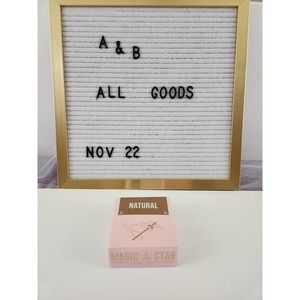 A & B
ALL GOODS
NOV 22
NATURAL
MAGIC STAR